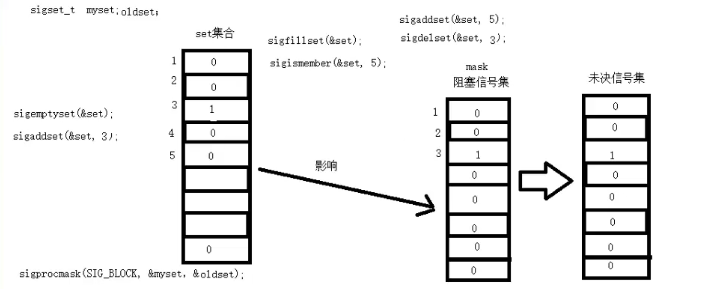 sigset_t myset; oldset;
set集合
sigaddset(&set, 5);
sigfillset(&set);
sigdelset(&set, 3);
sigismember(&set, 5);
mask
阻塞信号集
未决信号集
sigemptyset(&set);
sigaddset(&set, 3);
1 0
2 0
3 1
4 0
5 0
0
影响
1 0
2 0
3 1
0
0
0
0
0
0
0
1
0
0
0
0
0
sigprocmask(SIG_BLOCK, &myset, &oldset);